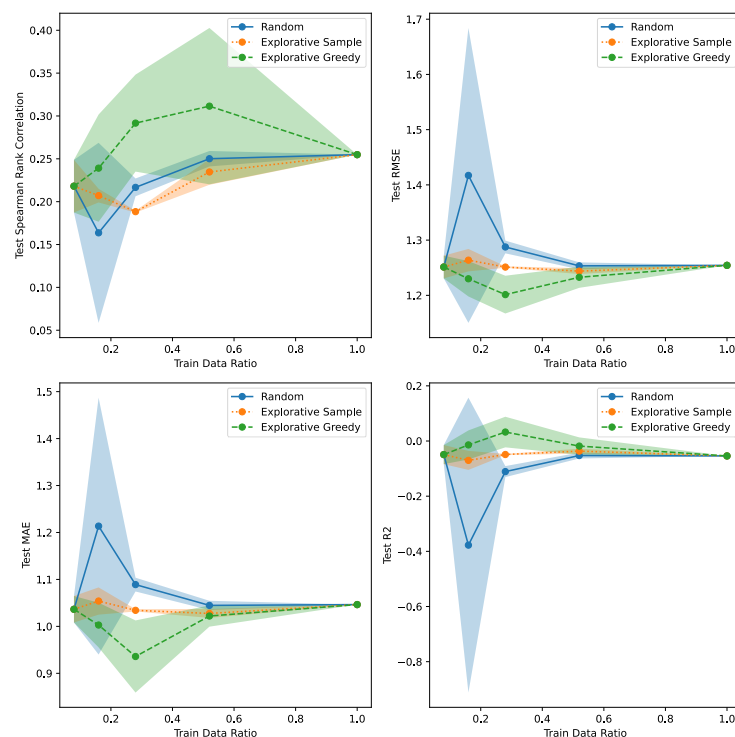 Random
Explorative Sample
Explorative Greedy
0.40
0.35
0.30
0.25
0.20
0.15
0.10
0.05
Test Spearman Rank Correlation
0.2 0.4 0.6 0.8 1.0
Train Data Ratio
Random
Explorative Sample
Explorative Greedy
1.7
1.6
1.5
1.4
1.3
1.2
Test RMSE
0.2 0.4 0.6 0.8 1.0
Train Data Ratio
Random
Explorative Sample
Explorative Greedy
1.5
1.4
1.3
1.2
1.1
1.0
0.9
Test MAE
0.2 0.4 0.6 0.8 1.0
Train Data Ratio
Random
Explorative Sample
Explorative Greedy
0.2
0.0
−0.2
−0.4
−0.6
−0.8
Test R2
0.2 0.4 0.6 0.8 1.0
Train Data Ratio